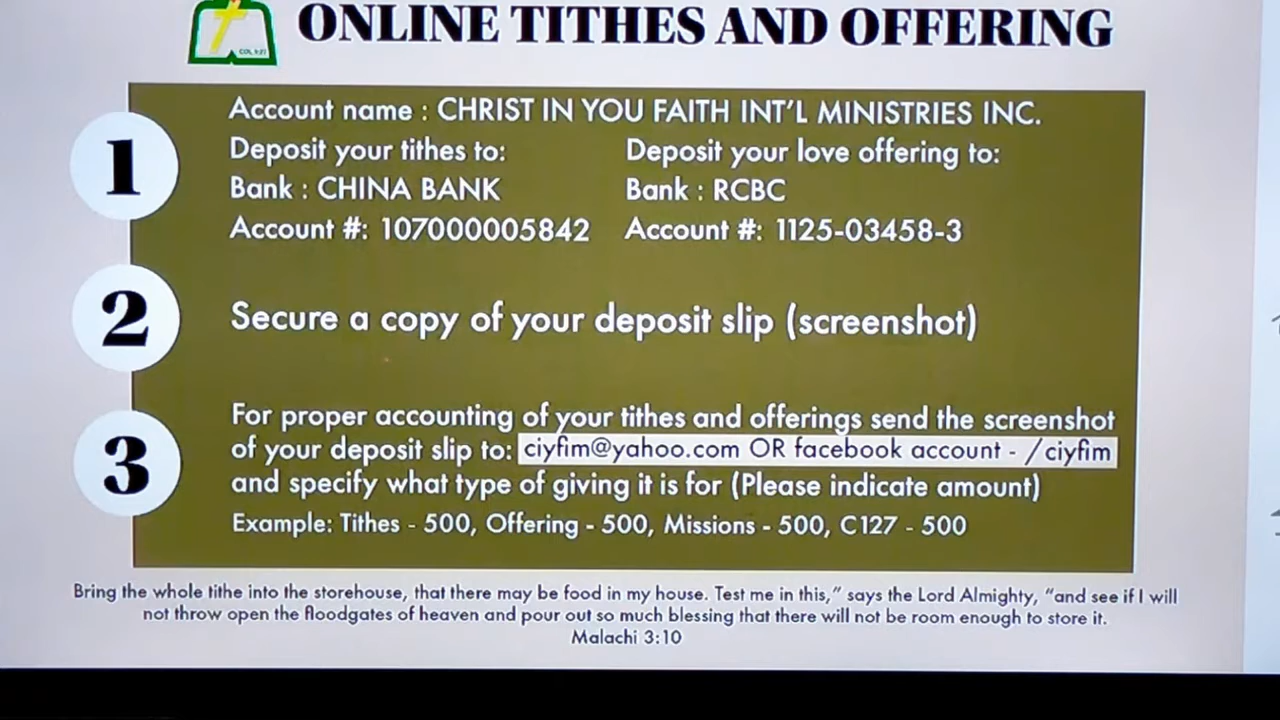 COL 1:27
ONLINE TITHES AND OFFERING
1
Account name : CHRIST IN YOU FAITH INT'L MINISTRIES INC.
Deposit your tithes to:
Bank : CHINA BANK
Account #: 107000005842
Deposit your love offering to:
Bank : RCBC
Account #: 1125-03458-3
2
Secure a copy of your deposit slip (screenshot)
3
For proper accounting of your tithes and offerings send the screenshot
of your deposit slip to: ciyfim@yahoo.com OR facebook account - /ciyfim
and specify what type of giving it is for (Please indicate amount)
Example: Tithes - 500, Offering - 500, Missions - 500, C127 - 500
Bring the whole tithe into the storehouse, that there may be food in my house. Test me in this,” says the Lord Almighty, “and see if I will
not throw open the floodgates of heaven and pour out so much blessing that there will not be room enough to store it.
Malachi 3:10